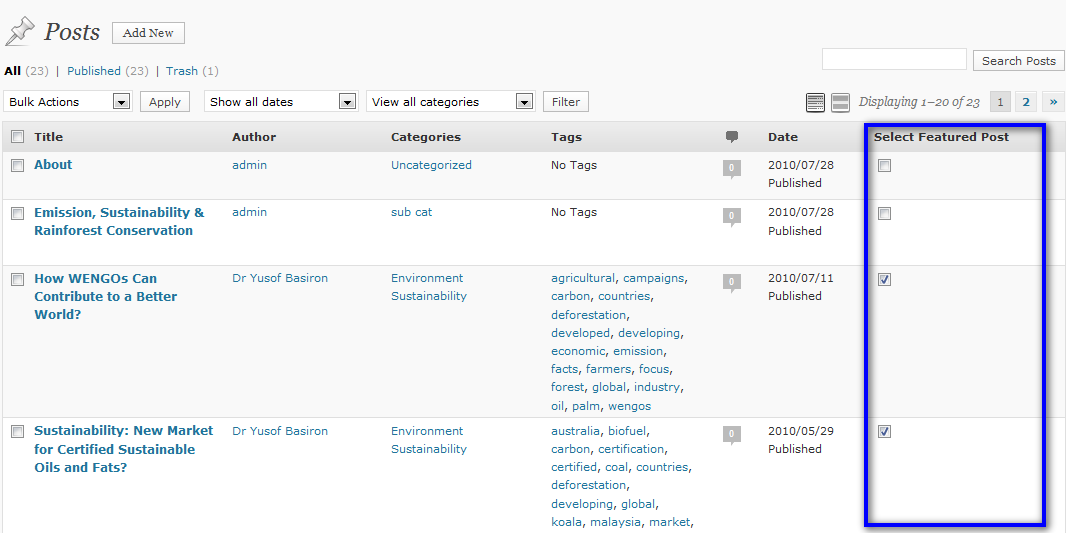 Posts Add New
All (23) | Published (23) | Trash (1)
Search Posts
Bulk Actions Apply Show all dates View all categories Filter Displaying 1–20 of 23 1 2 »
Title Author Categories Tags Date Select Featured Post
About admin Uncategorized No Tags 0 2010/07/28
Published
Emission, Sustainability & admin sub cat No Tags 0 2010/07/28
Rainforest Conservation Published
How WENGOs Can Dr Yusof Basiron Environment agricultural, campaigns, 0 2010/07/11
Contribute to a Better Sustainability carbon, countries, Published
World? deforestation,
developed, developing,
economic, emission,
facts, farmers, focus,
forest, global, industry,
oil, palm, wengos
Sustainability: New Market Dr Yusof Basiron Environment australia, biofuel, 0 2010/05/29
for Certified Sustainable Sustainability carbon, certification, Published
Oils and Fats? certified, coal, countries,
deforestation,
developing, global,
koala, malaysia, market,